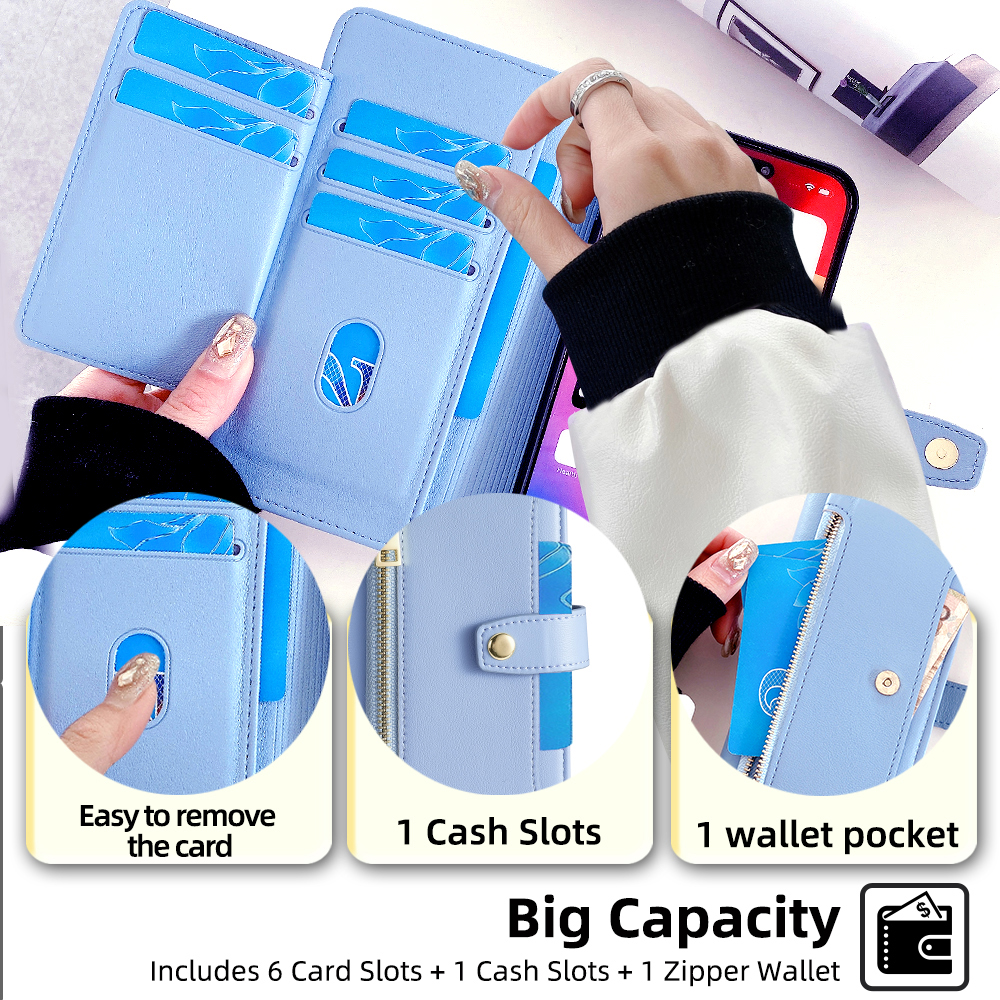 Easy to remove
the card
1 Cash Slots
1 wallet pocket
Big Capacity
Includes 6 Card Slots + 1 Cash Slots + 1 Zipper Wallet
$